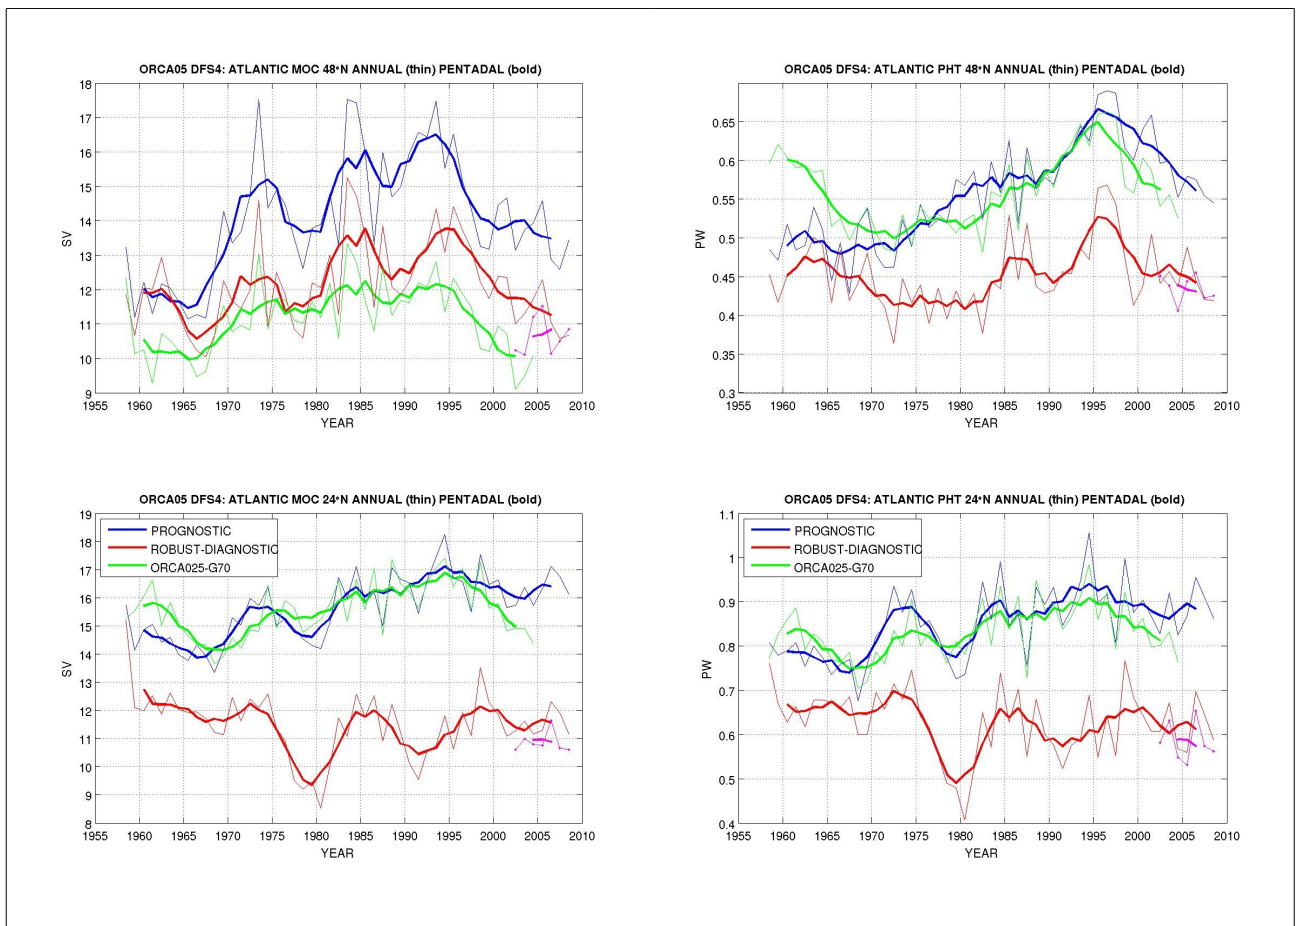 ORCA05 DFS4: ATLANTIC MOC 48°N ANNUAL (thin) PENTADAL (bold)
18
17
16
15
14
13
12
11
10
9
SV
1955 1960 1965 1970 1975 1980 1985 1990 1995 2000 2005 2010
YEAR
ORCA05 DFS4: ATLANTIC PHT 48°N ANNUAL (thin) PENTADAL (bold)
0.65
0.6
0.55
0.5
0.45
0.4
0.35
0.3
PW
1955 1960 1965 1970 1975 1980 1985 1990 1995 2000 2005 2010
YEAR
ORCA05 DFS4: ATLANTIC MOC 24°N ANNUAL (thin) PENTADAL (bold)
19
18
17
16
15
14
13
12
11
10
9
8
SV
PROGNOSTIC
ROBUST-DIAGNOSTIC
ORCA025-G70
1955 1960 1965 1970 1975 1980 1985 1990 1995 2000 2005 2010
YEAR
ORCA05 DFS4: ATLANTIC PHT 24°N ANNUAL (thin) PENTADAL (bold)
1.1
1
0.9
0.8
0.7
0.6
0.5
0.4
PW
PROGNOSTIC
ROBUST-DIAGNOSTIC
ORCA025-G70
1955 1960 1965 1970 1975 1980 1985 1990 1995 2000 2005 2010
YEAR